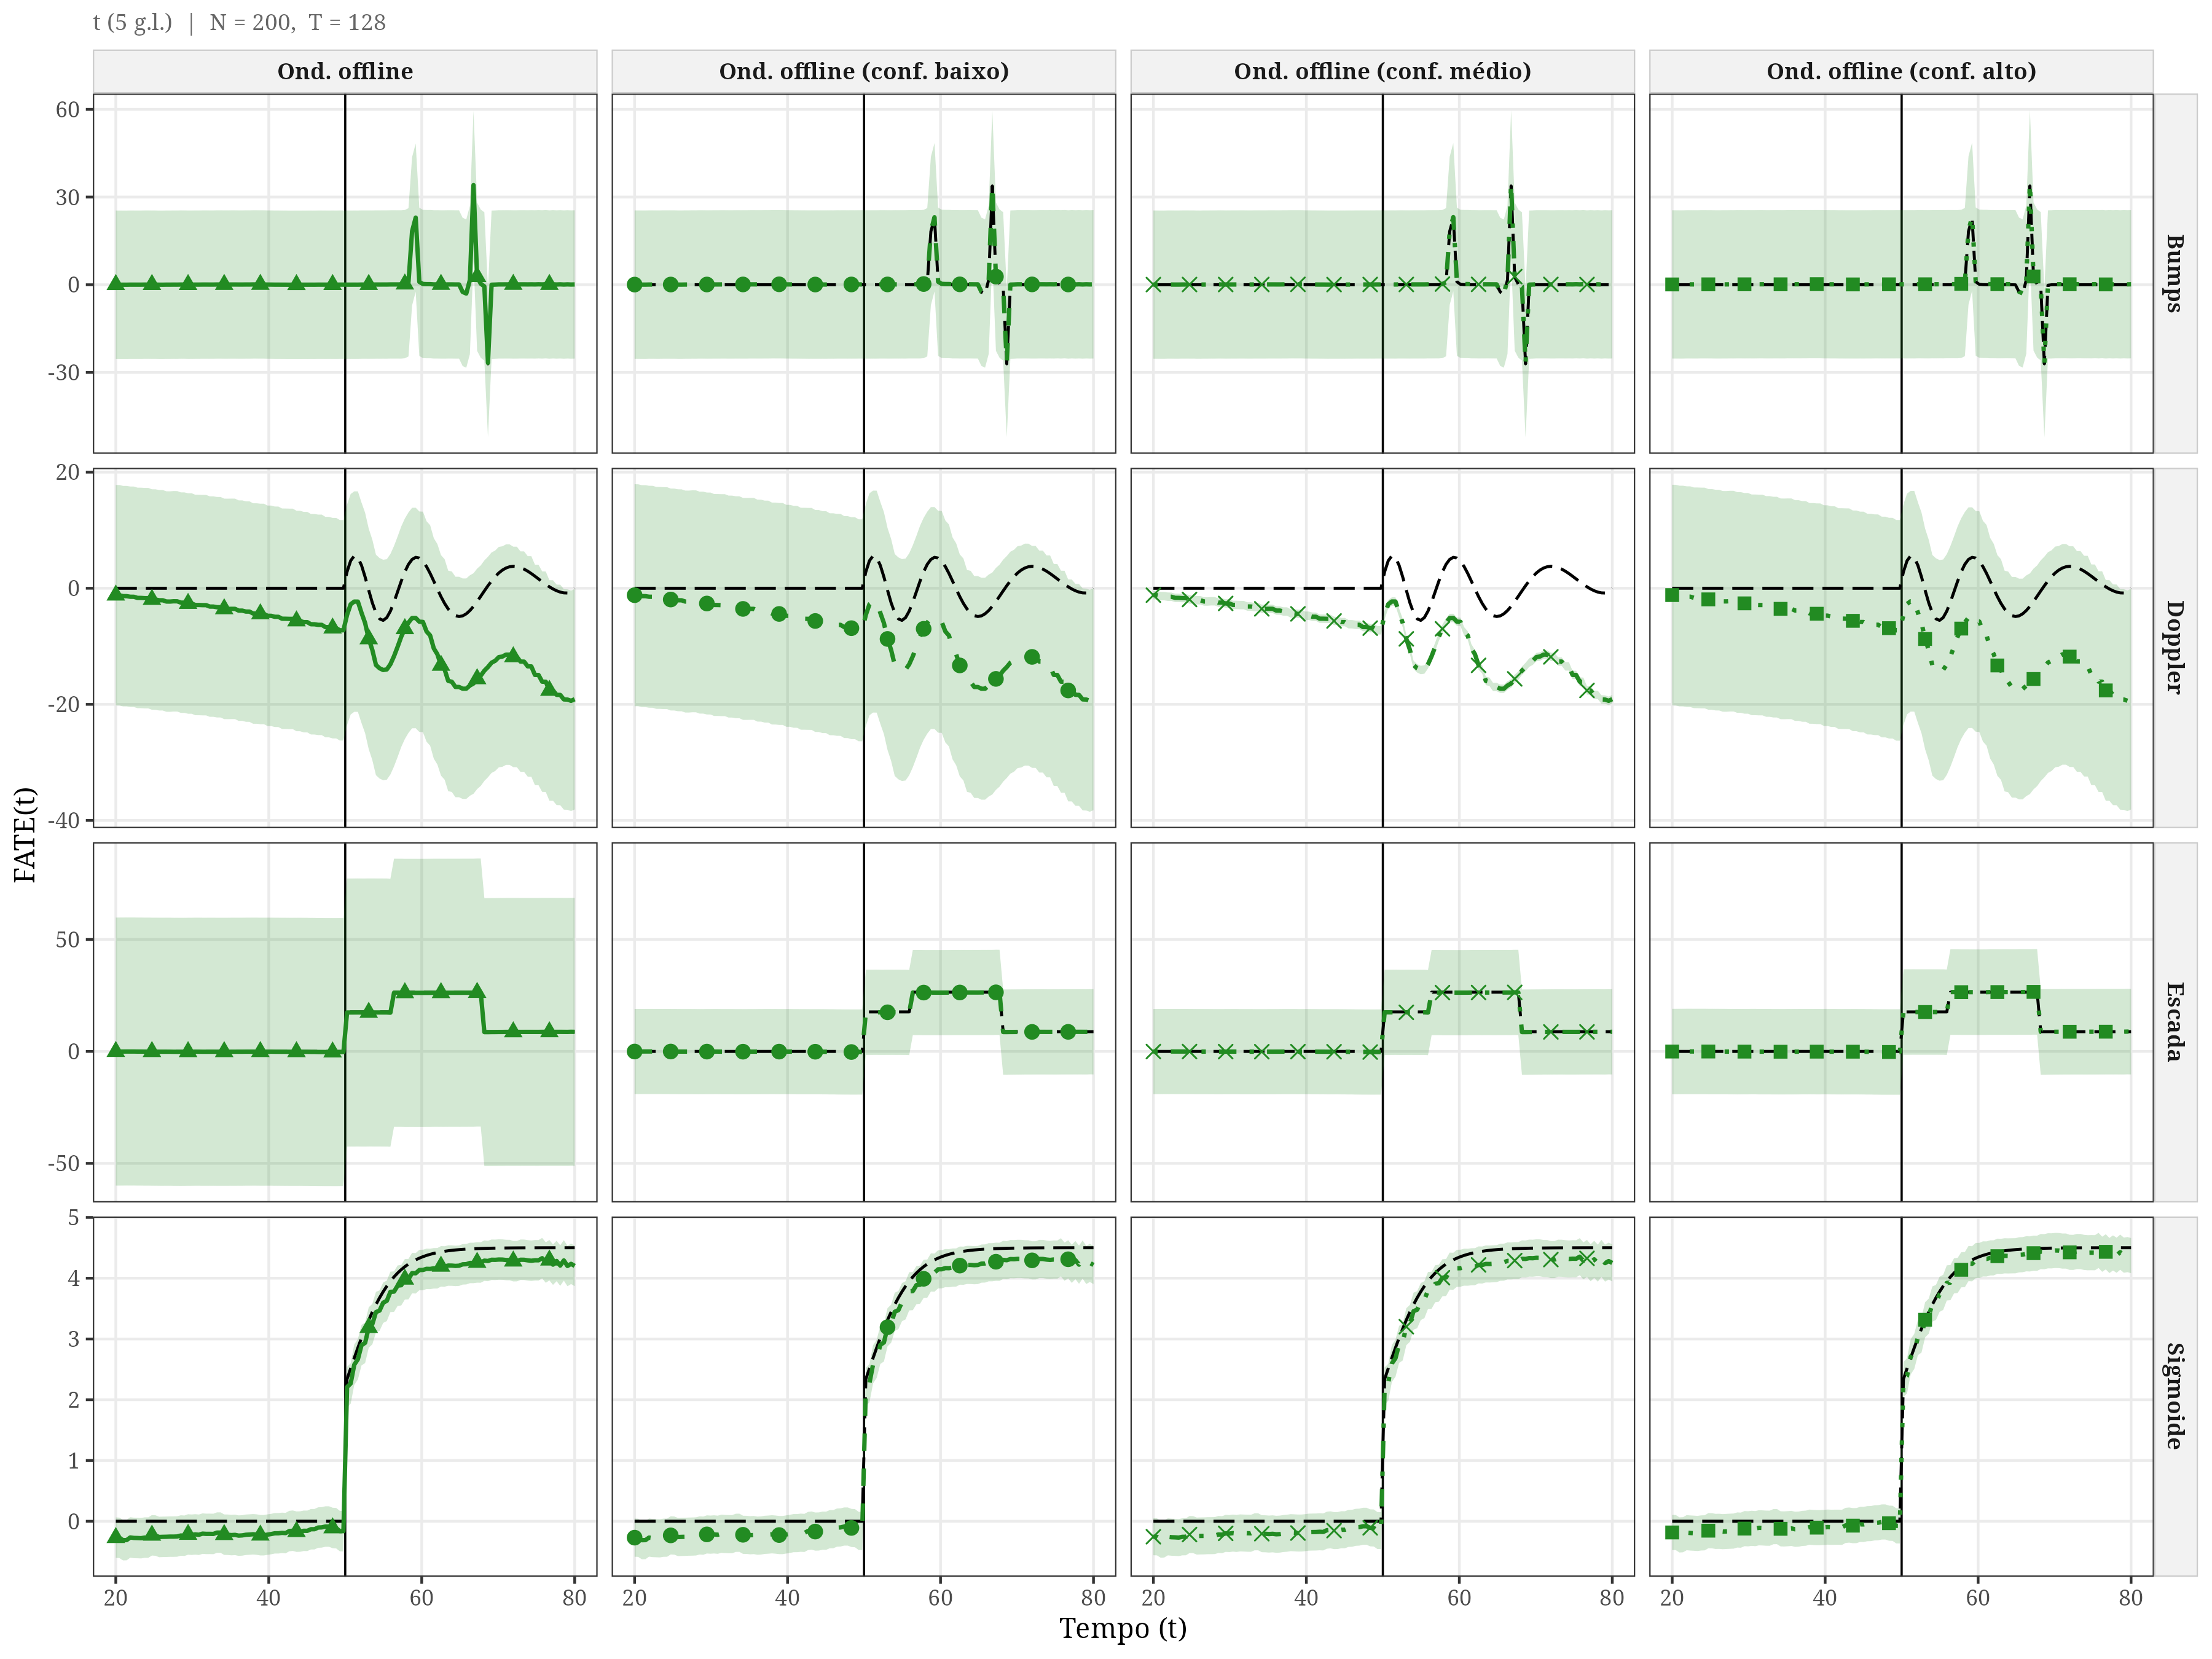 t (5 g.l.) | N = 200, T = 128
Ond. offline
Ond. offline (conf. baixo)
Ond. offline (conf. médio)
Ond. offline (conf. alto)
60
30
0
-30
Bumps
20
0
-20
-40
Doppler
FATE(t)
50
0
-50
Escada
5
4
3
2
1
0
Sigmoide
20 40 60 80
20 40 60 80
20 40 60 80
20 40 60 80
Tempo (t)